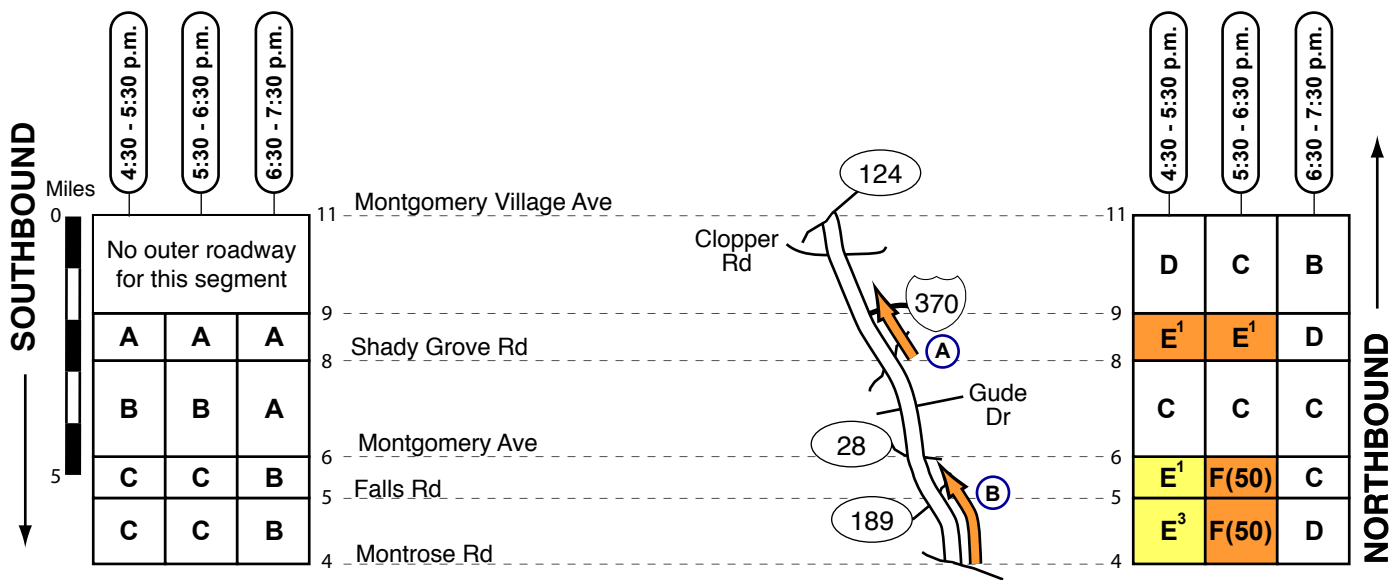 SOUTHBOUND
Miles
0
5
4:30 - 5:30 p.m.
5:30 - 6:30 p.m.
6:30 - 7:30 p.m.
No outer roadway
for this segment
A A A
B B A
C C B
C C B
11 Montgomery Village Ave 11
9 9
8 Shady Grove Rd 8
6 Montgomery Ave 6
5 Falls Rd 5
4 Montrose Rd 4
124
Clopper
Rd
370
A
Gude
Dr
28
B
189
4:30 - 5:30 p.m.
5:30 - 6:30 p.m.
6:30 - 7:30 p.m.
D C B
E¹ E¹ D
C C C
E¹ F(50) C
E³ F(50) D
NORTHBOUND